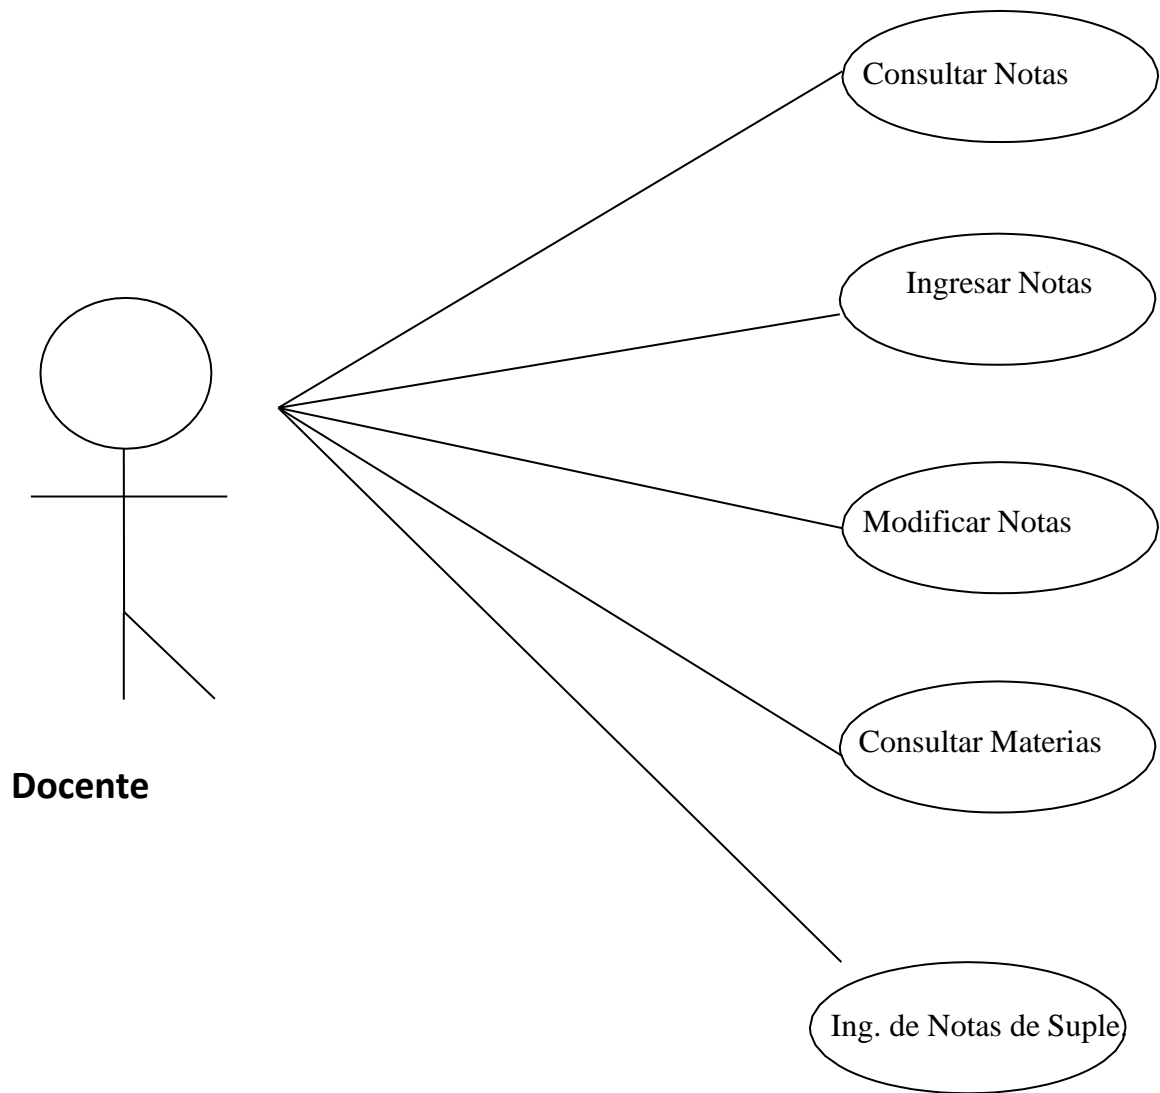 Consultar Notas
Ingresar Notas
Modificar Notas
Consultar Materias
Docente
Ing. de Notas de Suple.